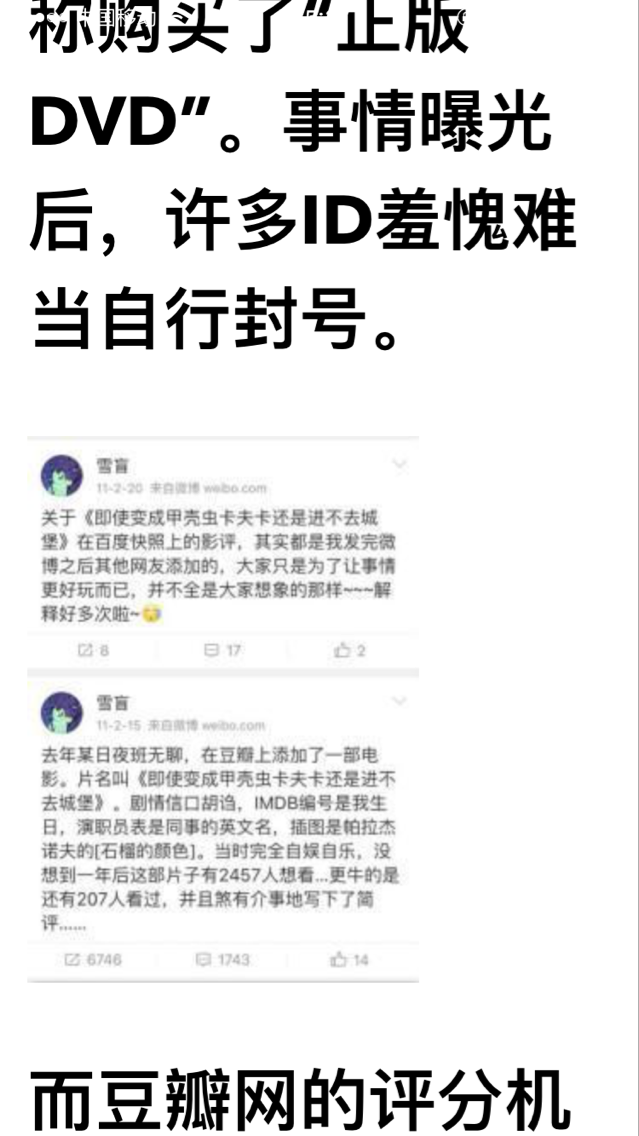 称购买了“正版
DVD”。事情曝光
后，许多ID羞愧难
当自行封号。
雪盲
11-2-20 来自微博 weibo.com
关于《即使变成甲壳虫卡夫卡还是进不去城
堡》在百度快照上的影评，其实都是我发完微
博之后其他网友添加的，大家只是为了让事情
更好玩而已，并不全是大家想象的那样~~~解
释好多次啦~
8 17 2
雪盲
11-2-15 来自微博 weibo.com
去年某日夜班无聊，在豆瓣上添加了一部电
影。片名叫《即使变成甲壳虫卡夫卡还是进不
去城堡》。剧情信口胡诌，IMDB编号是我生
日，演职员表是同事的英文名，插图是帕拉杰
诺夫的[石榴的颜色]。当时完全自娱自乐，没
想到一年后这部片子有2457人想看...更牛的是
还有207人看过，并且煞有介事地写下了简
评......
6746 1743 14
而豆瓣网的评分机